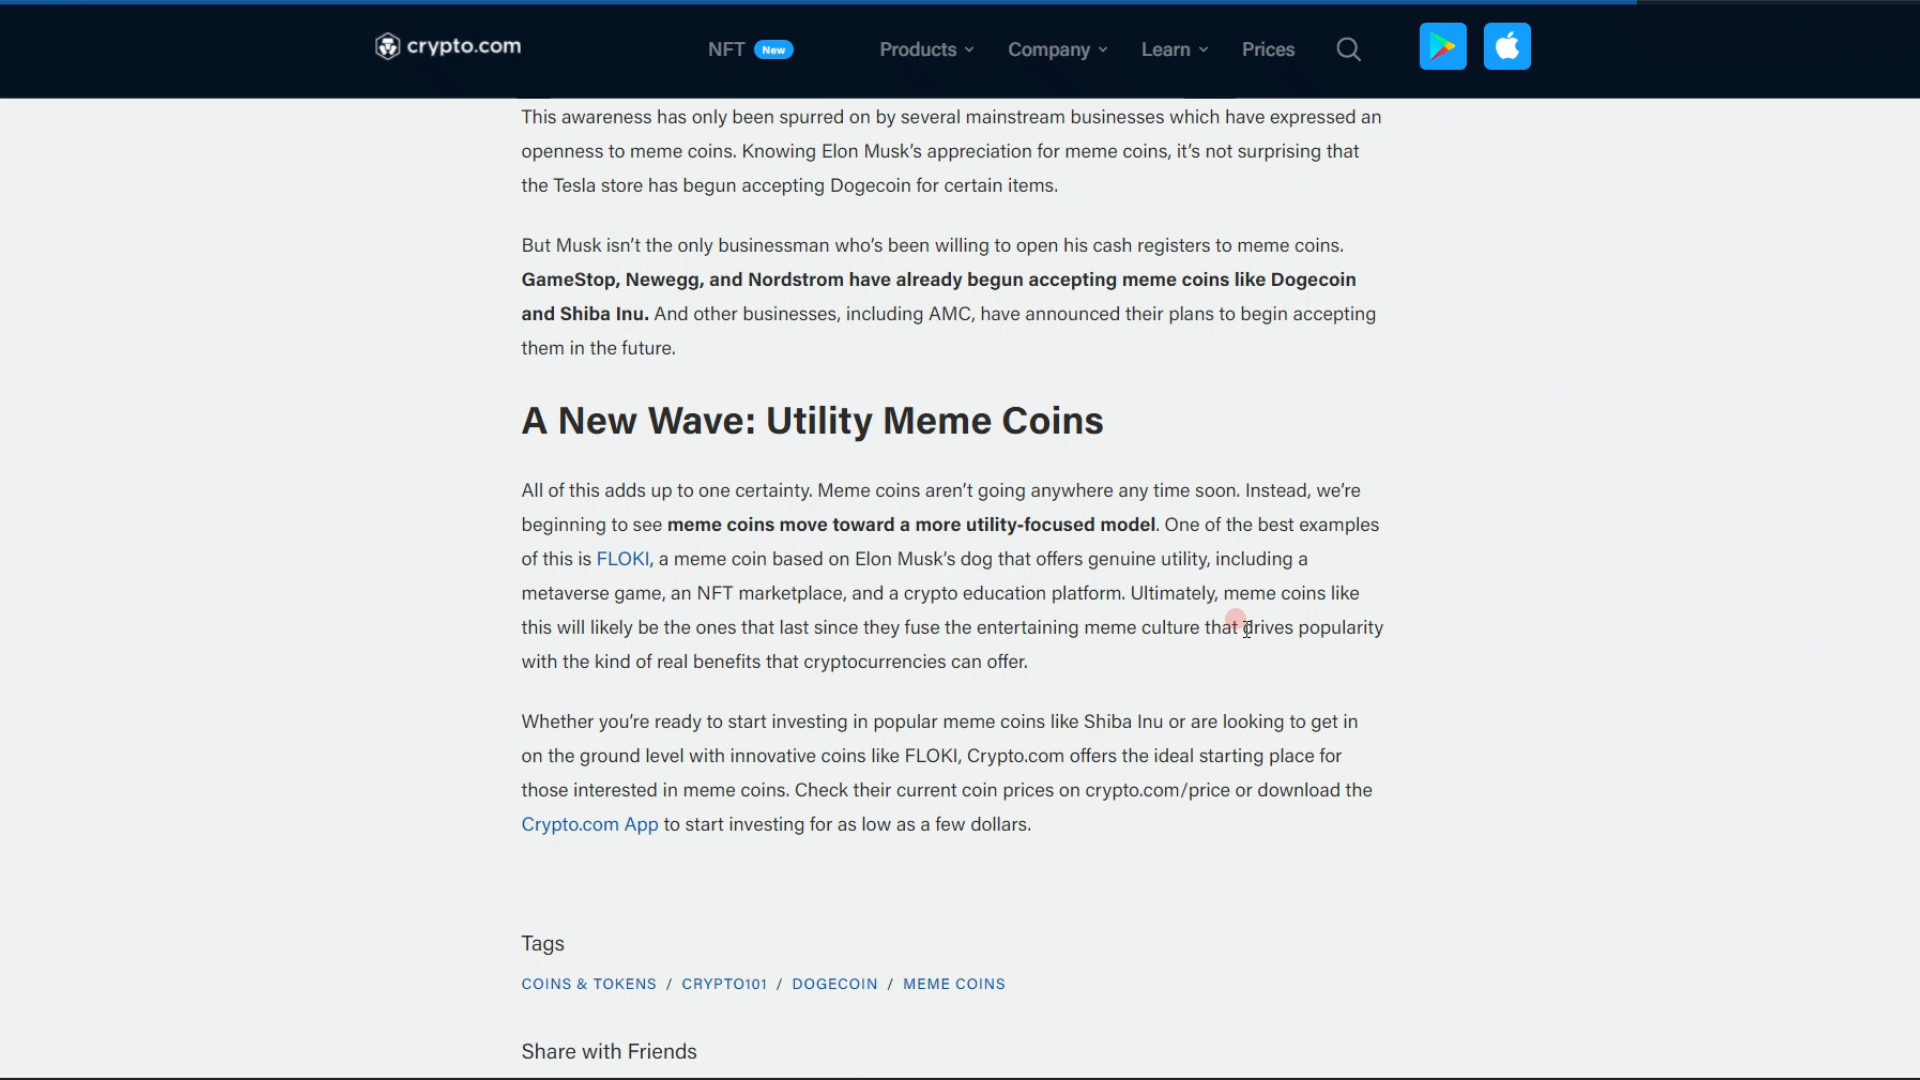 crypto.com
NFT New Products Company Learn Prices
This awareness has only been spurred on by several mainstream businesses which have expressed an
openness to meme coins. Knowing Elon Musk’s appreciation for meme coins, it’s not surprising that
the Tesla store has begun accepting Dogecoin for certain items.
But Musk isn’t the only businessman who’s been willing to open his cash registers to meme coins.
GameStop, Newegg, and Nordstrom have already begun accepting meme coins like Dogecoin
and Shiba Inu. And other businesses, including AMC, have announced their plans to begin accepting
them in the future.
A New Wave: Utility Meme Coins
All of this adds up to one certainty. Meme coins aren’t going anywhere any time soon. Instead, we’re
beginning to see meme coins move toward a more utility-focused model. One of the best examples
of this is FLOKI, a meme coin based on Elon Musk’s dog that offers genuine utility, including a
metaverse game, an NFT marketplace, and a crypto education platform. Ultimately, meme coins like
this will likely be the ones that last since they fuse the entertaining meme culture that drives popularity
with the kind of real benefits that cryptocurrencies can offer.
Whether you’re ready to start investing in popular meme coins like Shiba Inu or are looking to get in
on the ground level with innovative coins like FLOKI, Crypto.com offers the ideal starting place for
those interested in meme coins. Check their current coin prices on crypto.com/price or download the
Crypto.com App to start investing for as low as a few dollars.
Tags
COINS & TOKENS / CRYPTO101 / DOGECOIN / MEME COINS
Share with Friends